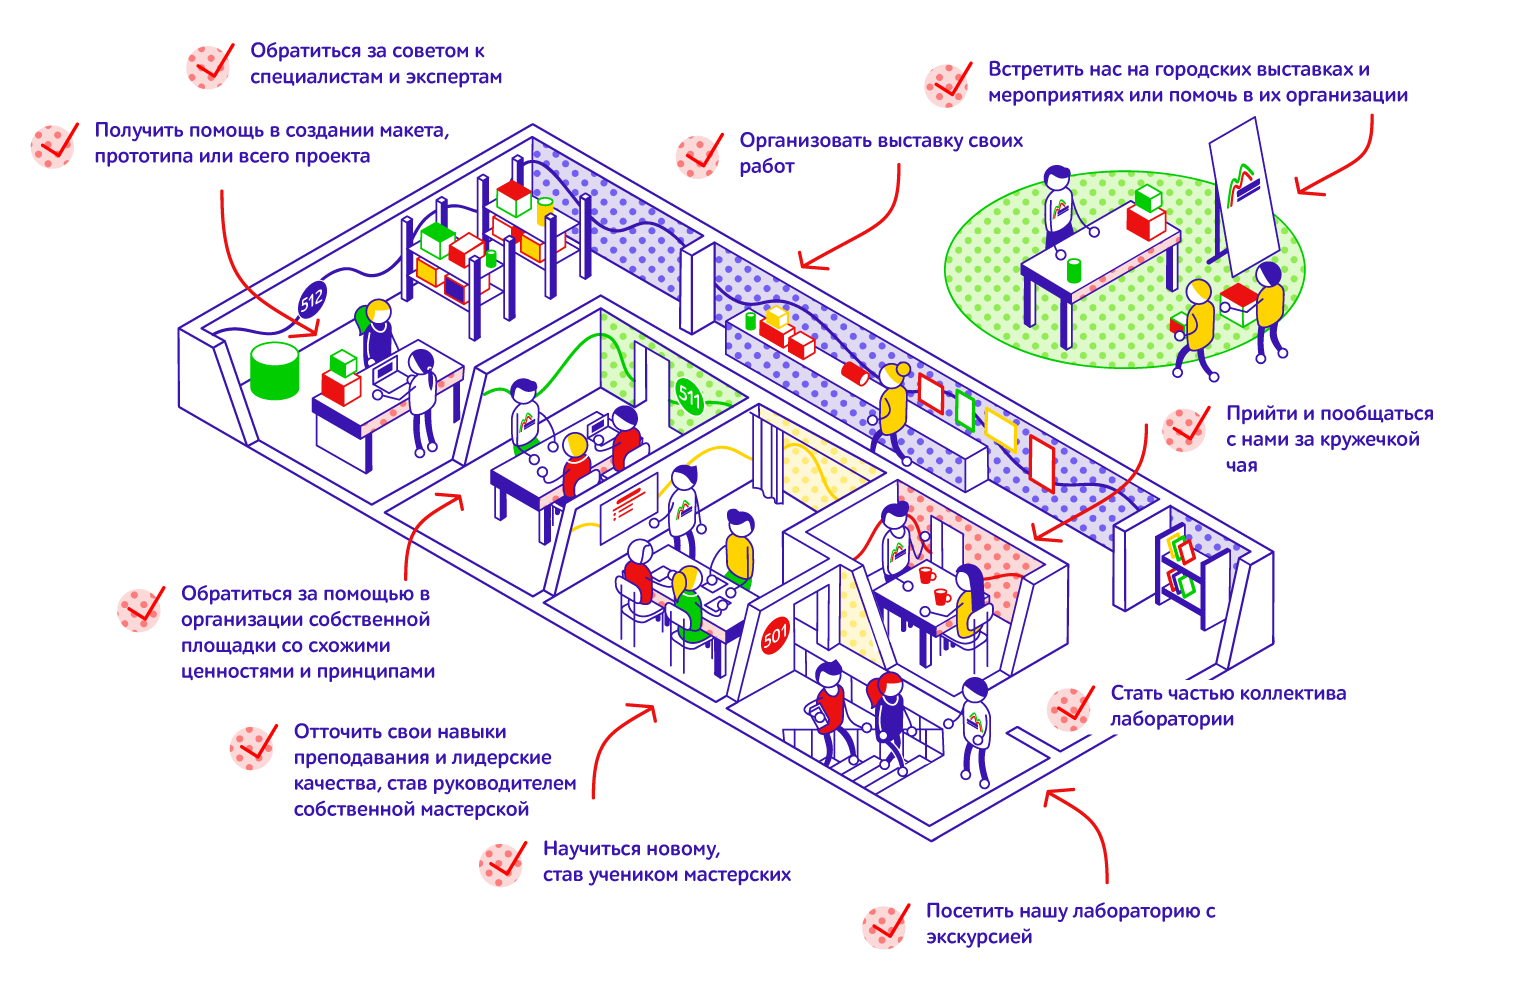 Обратиться за советом к
специалистам и экспертам
Встретить нас на городских выставках и
мероприятиях или помочь в их организации
Получить помощь в создании макета,
прототипа или всего проекта
Организовать выставку своих
работ
512
511
Прийти и пообщаться
с нами за кружечкой
чая
Обратиться за помощью в
организации собственной
площадки со схожими
ценностями и принципами
501
Стать частью коллектива
лаборатории
Отточить свои навыки
преподавания и лидерские
качества, став руководителем
собственной мастерской
Научиться новому,
став учеником мастерских
Посетить нашу лабораторию с
экскурсией